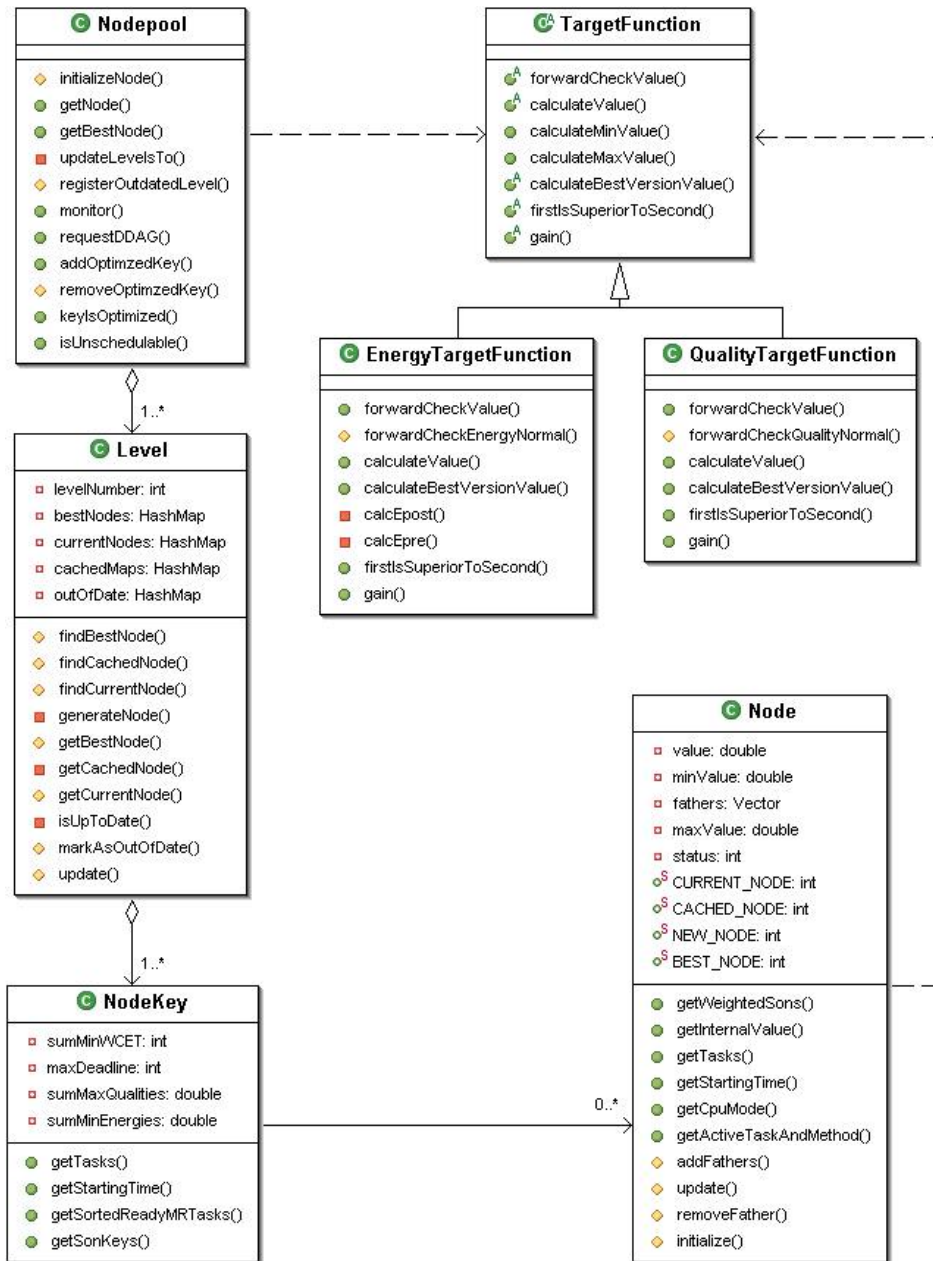 Nodepool
initializeNode()
getNode()
getBestNode()
updateLevelsTo()
registerOutdatedLevel()
monitor()
requestDDAG()
addOptimzedKey()
removeOptimzedKey()
keyIsOptimized()
isUnschedulable()
TargetFunction
forwardCheckValue()
calculateValue()
calculateMinValue()
calculateMaxValue()
calculateBestVersionValue()
firstIsSuperiorToSecond()
gain()
EnergyTargetFunction
forwardCheckValue()
forwardCheckEnergyNormal()
calculateValue()
calculateBestVersionValue()
calcEpost()
calcEpre()
firstIsSuperiorToSecond()
gain()
QualityTargetFunction
forwardCheckValue()
forwardCheckQualityNormal()
calculateValue()
calculateBestVersionValue()
firstIsSuperiorToSecond()
gain()
1..*
Level
levelNumber: int
bestNodes: HashMap
currentNodes: HashMap
cachedMaps: HashMap
outOfDate: HashMap
findBestNode()
findCachedNode()
findCurrentNode()
generateNode()
getBestNode()
getCachedNode()
getCurrentNode()
isUpToDate()
markAsOutOfDate()
update()
1..*
NodeKey
sumMinWCET: int
maxDeadline: int
sumMaxQualities: double
sumMinEnergies: double
getTasks()
getStartingTime()
getSortedReadyMRTasks()
getSonKeys()
0..*
Node
value: double
minValue: double
fathers: Vector
maxValue: double
status: int
CURRENT_NODE: int
CACHED_NODE: int
NEW_NODE: int
BEST_NODE: int
getWeightedSons()
getInternalValue()
getTasks()
getStartingTime()
getCpuMode()
getActiveTaskAndMethod()
addFathers()
update()
removeFather()
initialize()